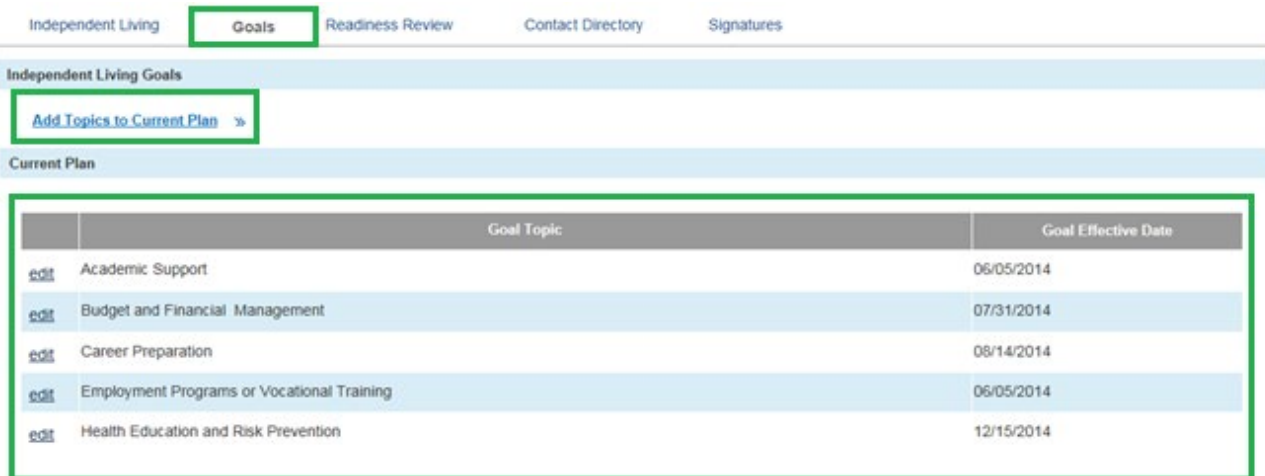 Independent Living Goals Readiness Review Contact Directory Signatures
Independent Living Goals
Add Topics to Current Plan »
Current Plan
Goal Topic Goal Effective Date
edit Academic Support 06/05/2014
edit Budget and Financial Management 07/31/2014
edit Career Preparation 08/14/2014
edit Employment Programs or Vocational Training 06/05/2014
edit Health Education and Risk Prevention 12/15/2014